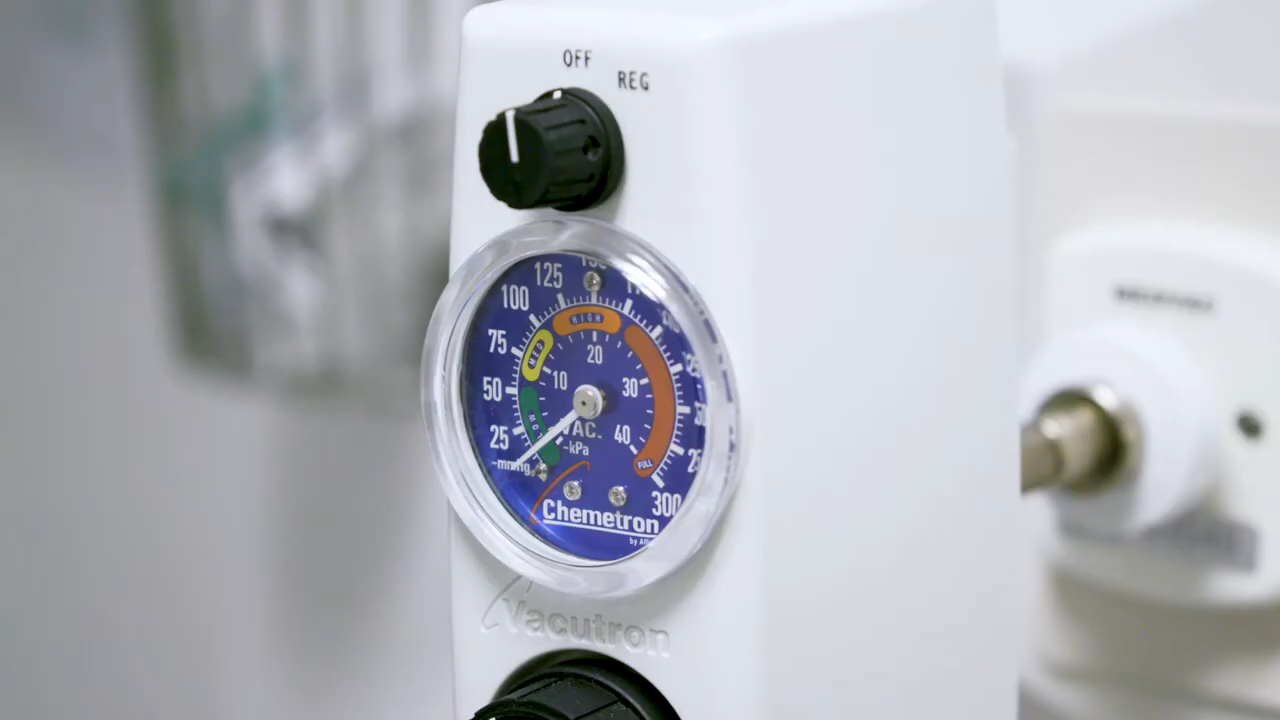 OFF
REG
125
100
75
50
25
-mmHg
HIGH
MED
LOW
20
10
30
40
VAC.
-kPa
FULL
300
Chemetron
Vacutron